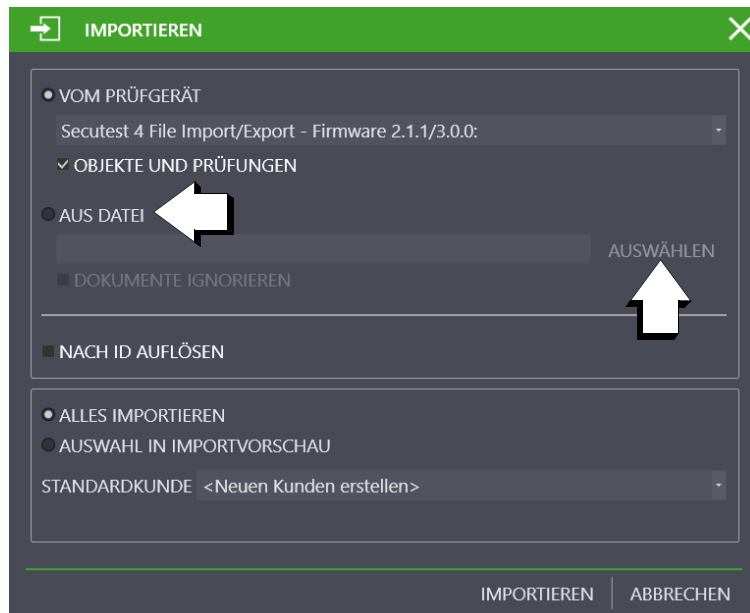 IMPORTIEREN
VOM PRÜFGERÄT
Secutest 4 File Import/Export - Firmware 2.1.1/3.0.0:
OBJEKTE UND PRÜFUNGEN
AUS DATEI
AUSWÄHLEN
DOKUMENTE IGNORIEREN
NACH ID AUFLÖSEN
ALLES IMPORTIEREN
AUSWAHL IN IMPORTVORSCHAU
STANDARDKUNDE <Neuen Kunden erstellen>
IMPORTIEREN ABBRECHEN